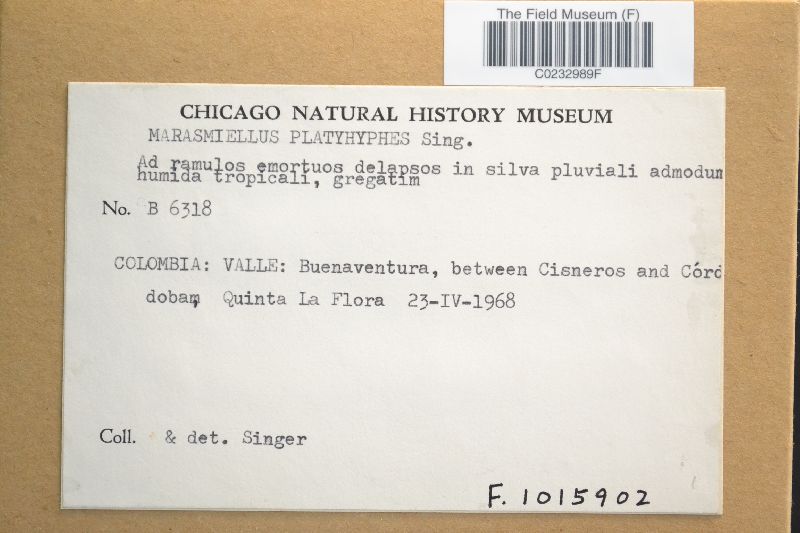 The Field Museum (F)
C0232989F
CHICAGO NATURAL HISTORY MUSEUM
MARASMIELLUS PLATYHYPHES Sing.
Ad ramulos emortuos delapsos in silva pluviali admodum
humida tropicali, gregatim
No. B 6318
COLOMBIA: VALLE: Buenaventura, between Cisneros and Córd
doba, Quinta La Flora 23-IV-1968
Coll. & det. Singer
F. 1015902